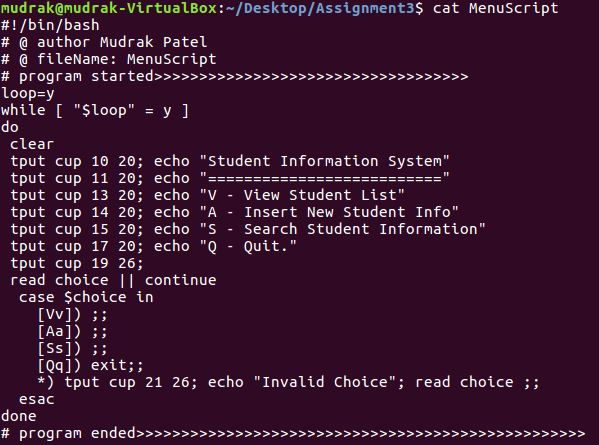 mudrak@mudrak-VirtualBox:~/Desktop/Assignment3$ cat MenuScript
#!/bin/bash
# @ author Mudrak Patel
# @ fileName: MenuScript
# program started>>>>>>>>>>>>>>>>>>>>>>>>>>>>>>>>>>>
loop=y
while [ "$loop" = y ]
do
 clear
 tput cup 10 20; echo "Student Information System"
 tput cup 11 20; echo "=========================="
 tput cup 13 20; echo "V - View Student List"
 tput cup 14 20; echo "A - Insert New Student Info"
 tput cup 15 20; echo "S - Search Student Information"
 tput cup 17 20; echo "Q - Quit."
 tput cup 19 26;
 read choice || continue
  case $choice in
    [Vv]) ;;
    [Aa]) ;;
    [Ss]) ;;
    [Qq]) exit;;
    *) tput cup 21 26; echo "Invalid Choice"; read choice ;;
  esac
done
# program ended>>>>>>>>>>>>>>>>>>>>>>>>>>>>>>>>>>>>>>>>>>>>>>>>>>